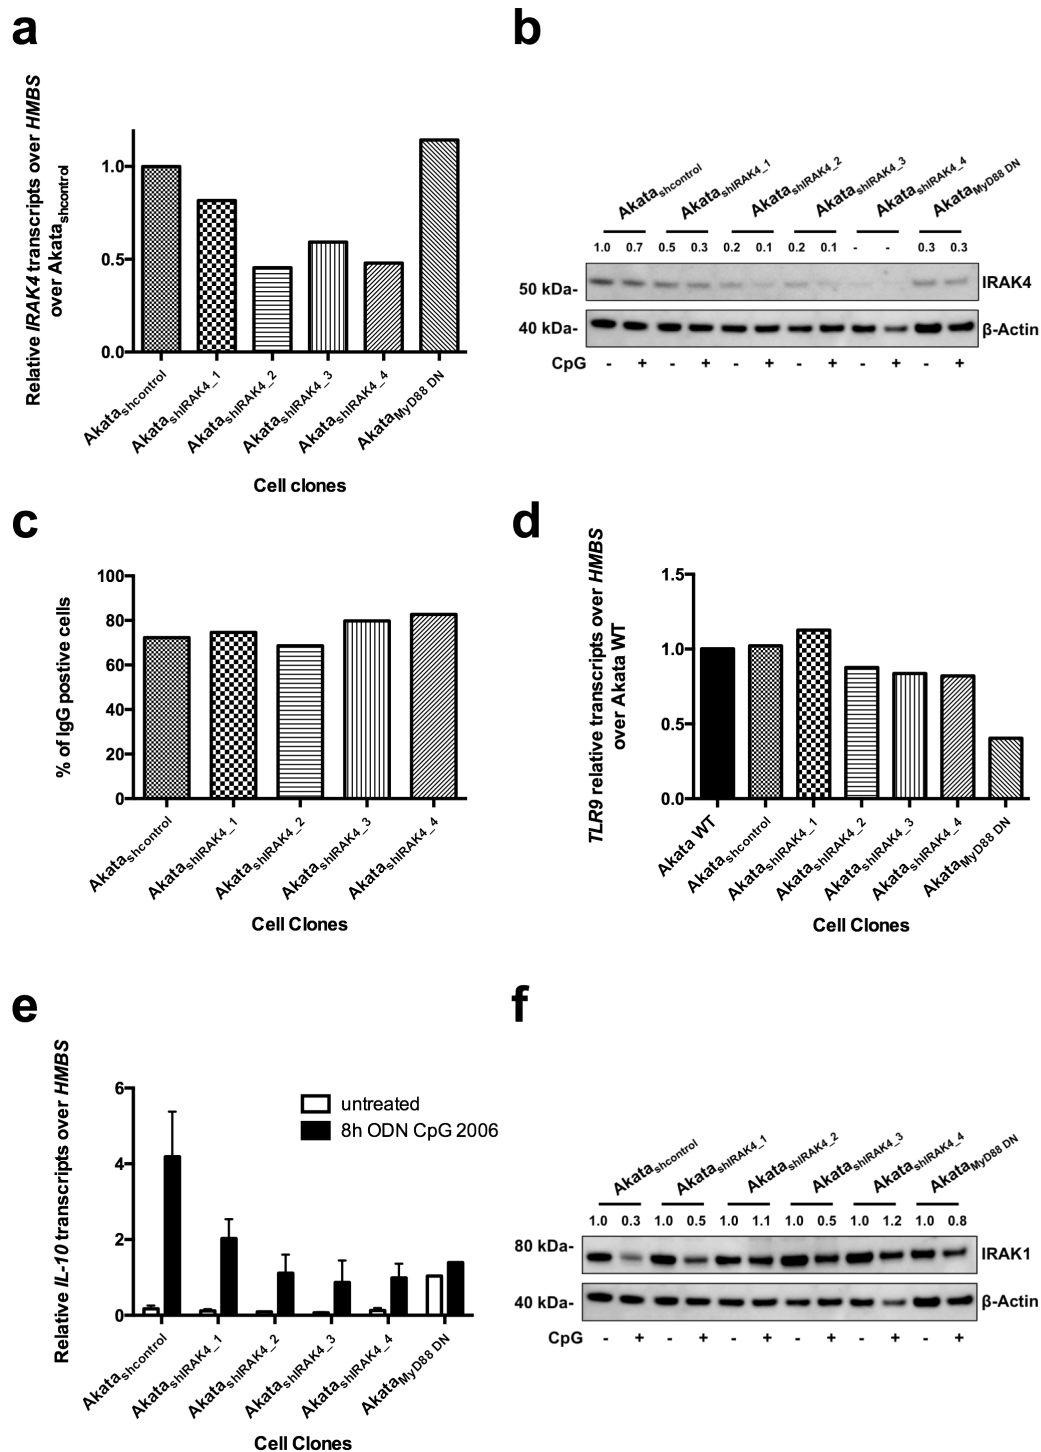 a
Relative IRAK4 transcripts over HMBS
over Akatashcontrol
1.0
0.5
0.0
Akatashcontrol
AkatashIRAK4_1
AkatashIRAK4_2
AkatashIRAK4_3
AkatashIRAK4_4
AkataMyD88 DN
Cell clones
b
Akatashcontrol
AkatashIRAK4_1
AkatashIRAK4_2
AkatashIRAK4_3
AkatashIRAK4_4
AkataMyD88 DN
1.0 0.7 0.5 0.3 0.2 0.1 0.2 0.1 - - 0.3 0.3
50 kDa- IRAK4
40 kDa- β-Actin
CpG - + - + - + - + - + - +
c
% of IgG postive cells
100
80
60
40
20
0
Akatashcontrol
AkatashIRAK4_1
AkatashIRAK4_2
AkatashIRAK4_3
AkatashIRAK4_4
Cell Clones
d
TLR9 relative transcripts over HMBS
over Akata WT
1.5
1.0
0.5
0.0
Akata WT
Akatashcontrol
AkatashIRAK4_1
AkatashIRAK4_2
AkatashIRAK4_3
AkatashIRAK4_4
AkataMyD88 DN
Cell Clones
e
Relative IL-10 transcripts over HMBS
6
4
2
0
untreated
8h ODN CpG 2006
Akatashcontrol
AkatashIRAK4_1
AkatashIRAK4_2
AkatashIRAK4_3
AkatashIRAK4_4
AkataMyD88 DN
Cell Clones
f
Akatashcontrol
AkatashIRAK4_1
AkatashIRAK4_2
AkatashIRAK4_3
AkatashIRAK4_4
AkataMyD88 DN
1.0 0.3 1.0 0.5 1.0 1.1 1.0 0.5 1.0 1.2 1.0 0.8
80 kDa- IRAK1
40 kDa- β-Actin
CpG - + - + - + - + - + - +